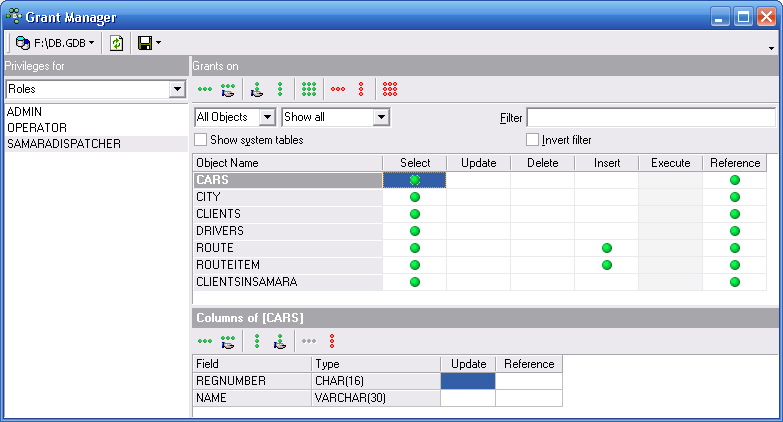 Grant Manager
F:\DB.GDB
Privileges for
Roles
ADMIN
OPERATOR
SAMARADISPATCHER
Grants on
All Objects Show all Filter
Show system tables Invert filter
Object Name Select Update Delete Insert Execute Reference
CARS
CITY
CLIENTS
DRIVERS
ROUTE
ROUTEITEM
CLIENTSINSAMARA
Columns of [CARS]
Field Type Update Reference
REGNUMBER CHAR(16)
NAME VARCHAR(30)